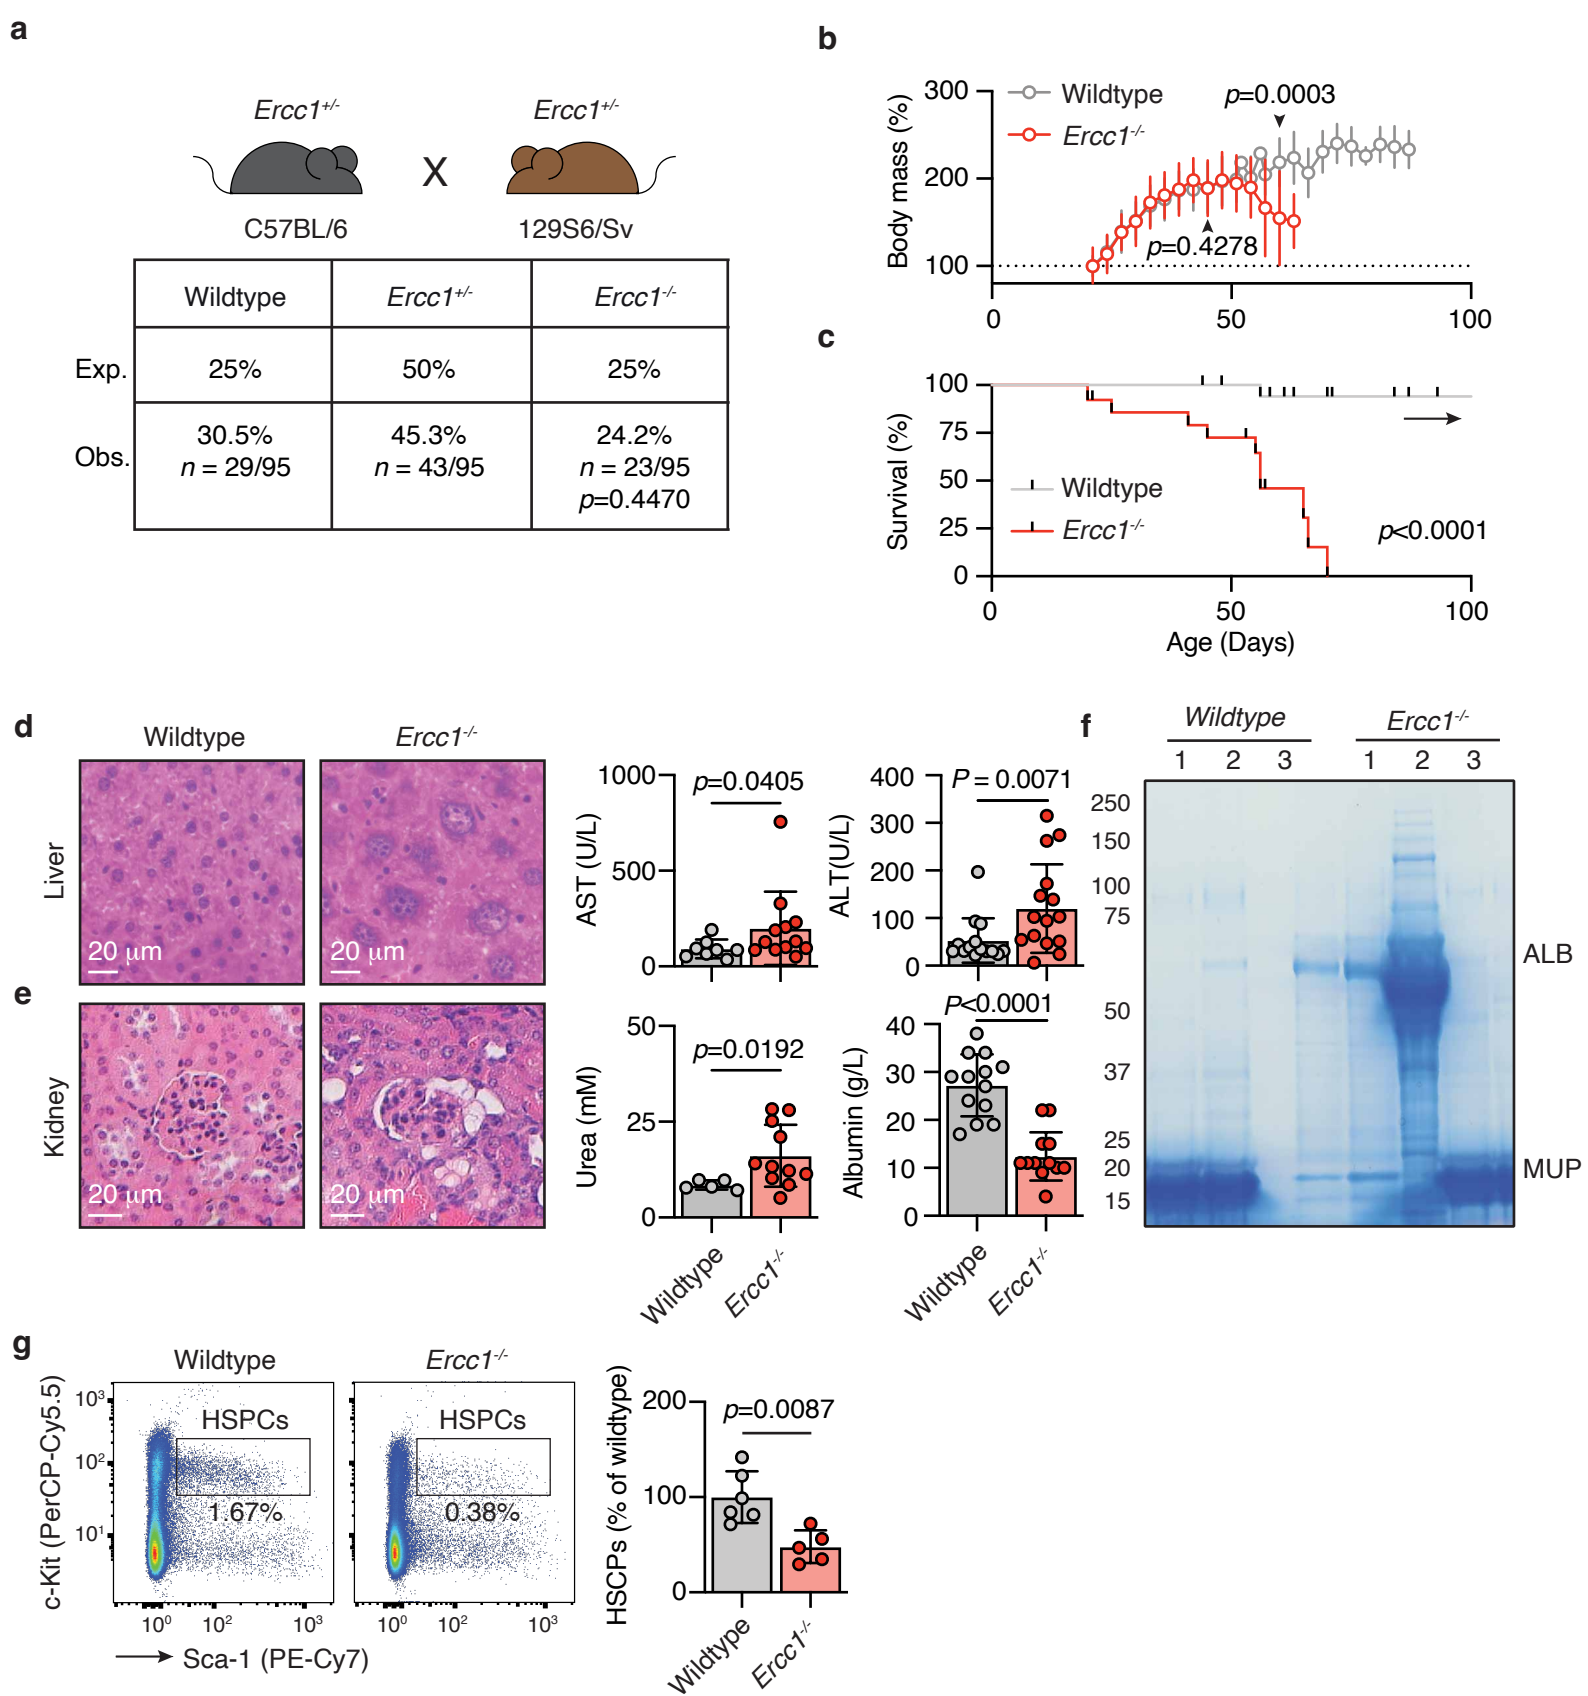 a
Ercc1+/-
Ercc1+/-
X
C57BL/6
129S6/Sv
Wildtype
Ercc1+/-
Ercc1-/-
Exp.
25%
50%
25%
Obs.
30.5%
n = 29/95
45.3%
n = 43/95
24.2%
n = 23/95
p=0.4470
b
Body mass (%)
300
200
100
Wildtype
Ercc1-/-
p=0.0003
p=0.4278
0
50
100
c
Survival (%)
100
75
50
25
0
Wildtype
Ercc1-/-
p<0.0001
0
50
100
Age (Days)
d
Wildtype
Ercc1-/-
Liver
20 μm
20 μm
AST (U/L)
1000
500
0
p=0.0405
ALT(U/L)
400
300
200
100
0
P = 0.0071
e
Kidney
20 μm
20 μm
Urea (mM)
50
25
0
p=0.0192
Wildtype
Ercc1-/-
Albumin (g/L)
40
30
20
10
0
P<0.0001
Wildtype
Ercc1-/-
f
Wildtype
Ercc1-/-
1 2 3
1 2 3
250
150
100
75
50
37
25
20
15
ALB
MUP
g
Wildtype
Ercc1-/-
c-Kit (PerCP-Cy5.5)
103
102
101
HSPCs
1.67%
HSPCs
0.38%
100
102
103
100
102
103
Sca-1 (PE-Cy7)
HSCPs (% of wildtype)
200
100
0
p=0.0087
Wildtype
Ercc1-/-